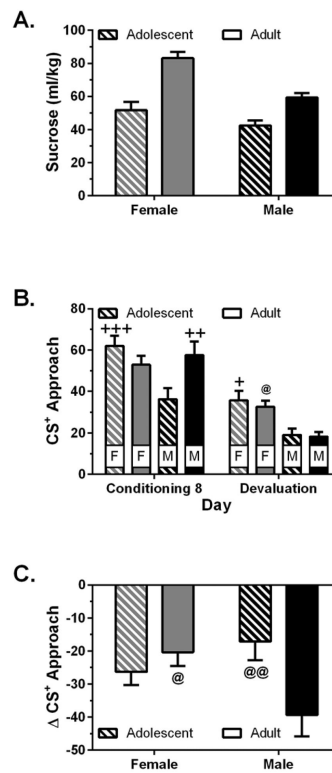 A.
Adolescent Adult
Sucrose (ml/kg)
100
80
60
40
20
0
Female Male
B.
Adolescent Adult
CS+ Approach
80
60
40
20
0
+++ ++ + @
F F M M F F M M
Conditioning 8 Devaluation
Day
C.
Δ CS+ Approach
0
-10
-20
-30
-40
-50
@ @@
Adolescent Adult
Female Male